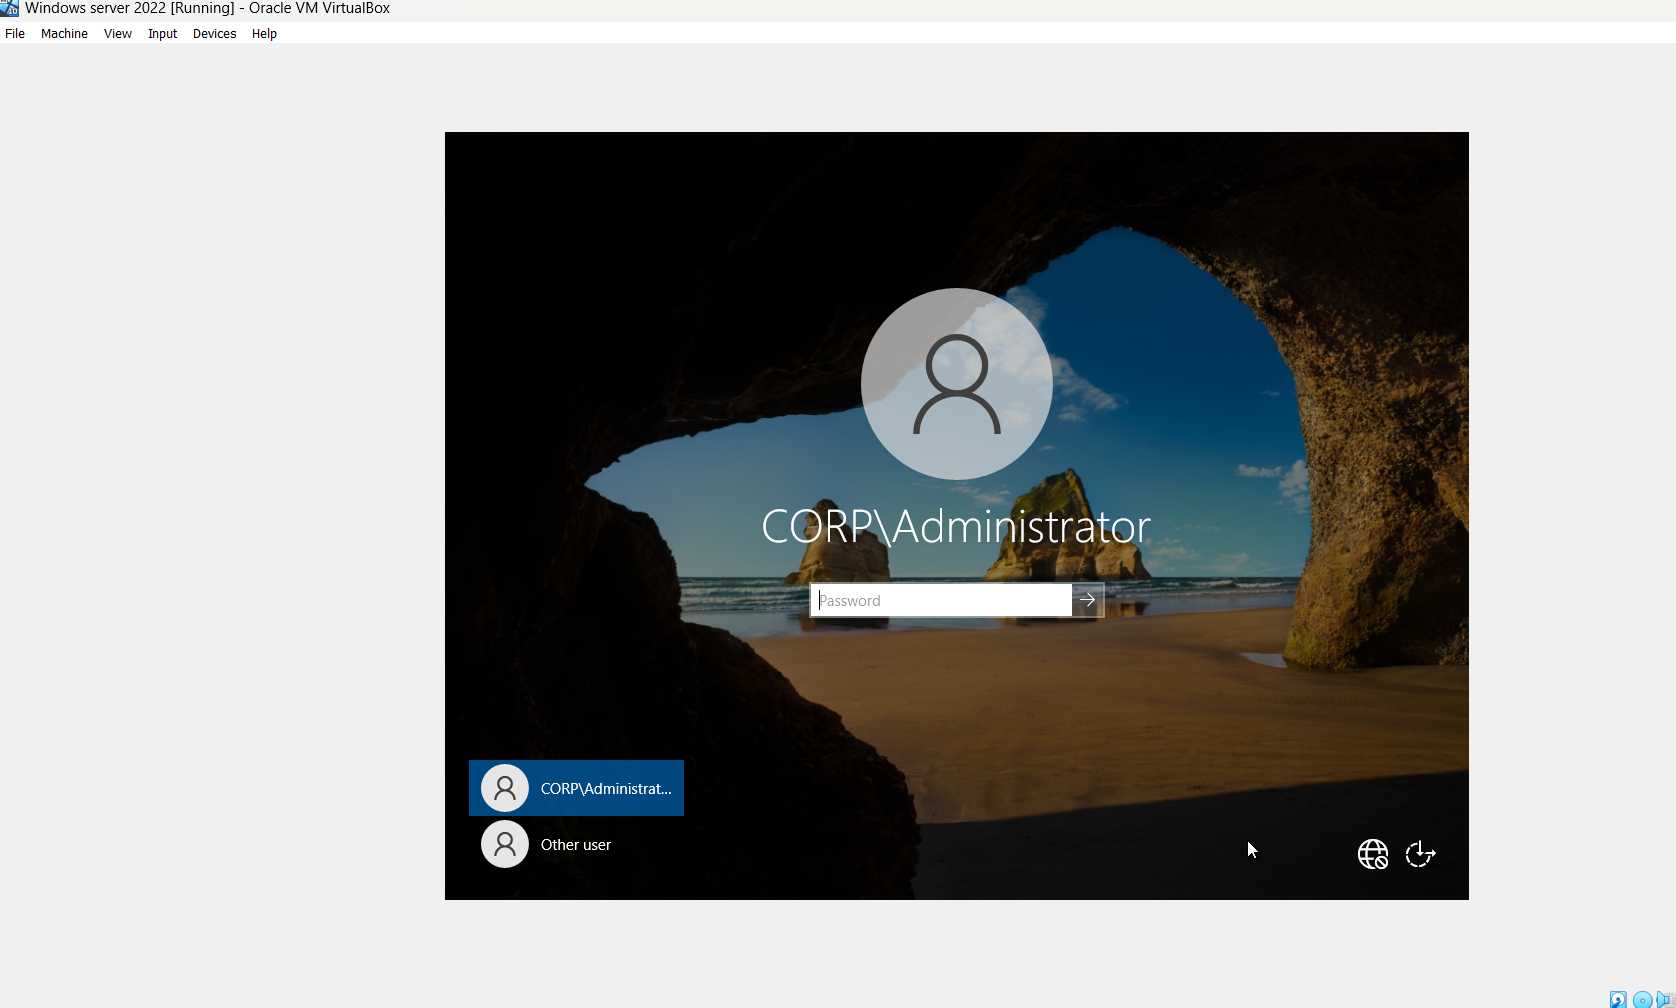 Windows server 2022 [Running] - Oracle VM VirtualBox
File Machine View Input Devices Help
CORP\Administrator
Password
CORP\Administrat...
Other user